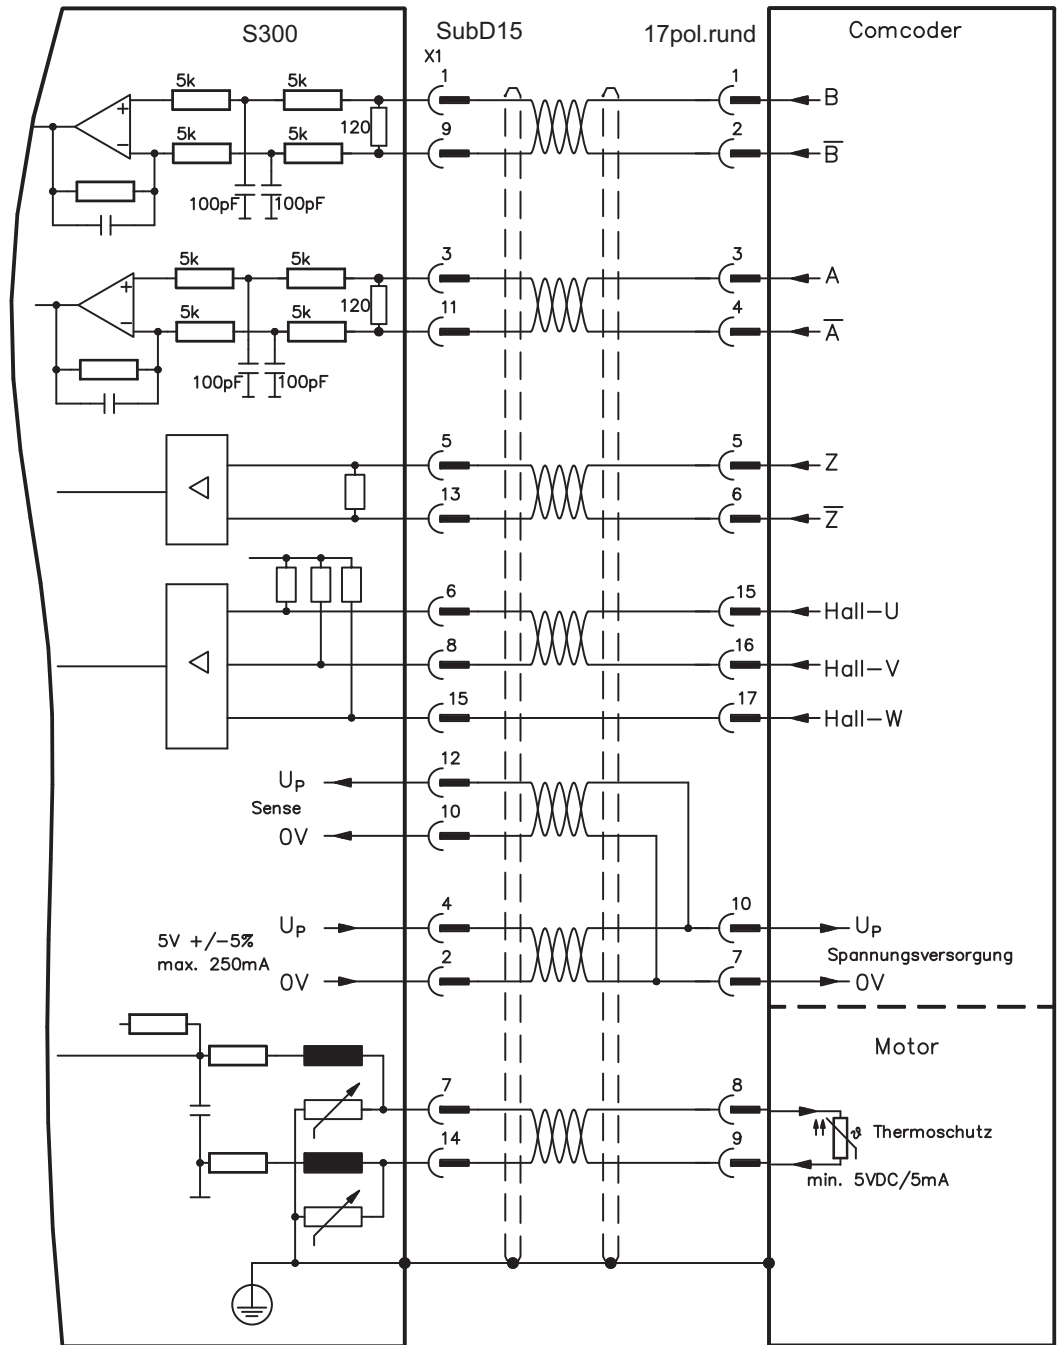 S300
SubD15
17pol.rund
Comcoder
X1
5k
5k
1
1
B
120
5k
5k
9
2
B̅
100pF
100pF
5k
5k
3
3
A
120
5k
5k
11
4
A̅
100pF
100pF
5
5
Z
13
6
Z̅
6
15
Hall-U
8
16
Hall-V
15
17
Hall-W
12
UP
Sense
10
0V
4
10
UP
UP
5V +/-5%
max. 250mA
Spannungsversorgung
2
7
0V
0V
Motor
7
8
14
9
ϑ Thermoschutz
min. 5VDC/5mA